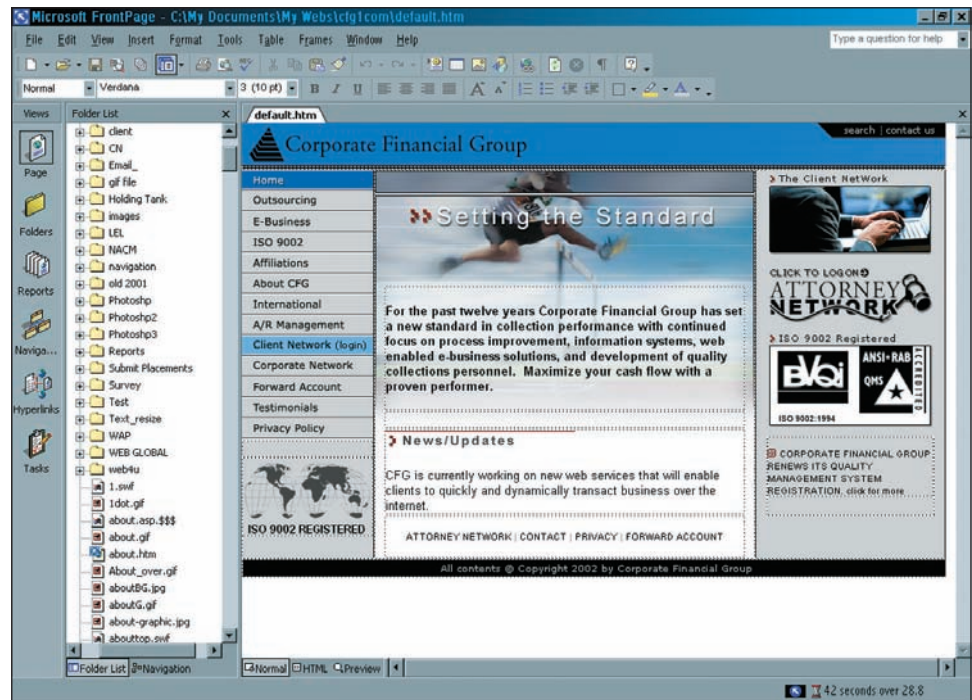 Microsoft FrontPage - C:\My Documents\My Webs\cfg1com\default.htm
File Edit View Insert Format Tools Table Frames Window Help
Type a question for help
Normal
Verdana
3 (10 pt)
B I U
Views
Page
Folders
Reports
Naviga...
Hyperlinks
Tasks
Folder List
client
CN
Email_
gif file
Holding Tank
images
LEL
NACM
navigation
old 2001
Photoshp
Photoshp2
Photoshp3
Reports
Submit Placements
Survey
Test
Text_resize
WAP
WEB GLOBAL
web4u
1.swf
1dot.gif
about.asp.$$$
about.gif
about.htm
About_over.gif
aboutBG.jpg
aboutG.gif
about-graphic.jpg
abouttop.swf
Folder List
Navigation
default.htm
Corporate Financial Group
search | contact us
Home
Outsourcing
E-Business
ISO 9002
Affiliations
About CFG
International
A/R Management
Client Network (login)
Corporate Network
Forward Account
Testimonials
Privacy Policy
ISO 9002 REGISTERED
Setting the Standard
For the past twelve years Corporate Financial Group has set
a new standard in collection performance with continued
focus on process improvement, information systems, web
enabled e-business solutions, and development of quality
collections personnel. Maximize your cash flow with a
proven performer.
News/Updates
CFG is currently working on new web services that will enable
clients to quickly and dynamically transact business over the
internet.
ATTORNEY NETWORK | CONTACT | PRIVACY | FORWARD ACCOUNT
The Client NetWork
CLICK TO LOGON
ATTORNEY
NETWORK
ISO 9002 Registered
BVQi
ANSI·RAB
QMS
ACCREDITED
ISO 9002:1994
CORPORATE FINANCIAL GROUP
RENEWS ITS QUALITY
MANAGEMENT SYSTEM
REGISTRATION. click for more
All contents @ Copyright 2002 by Corporate Financial Group
Normal
HTML
Preview
42 seconds over 28.8